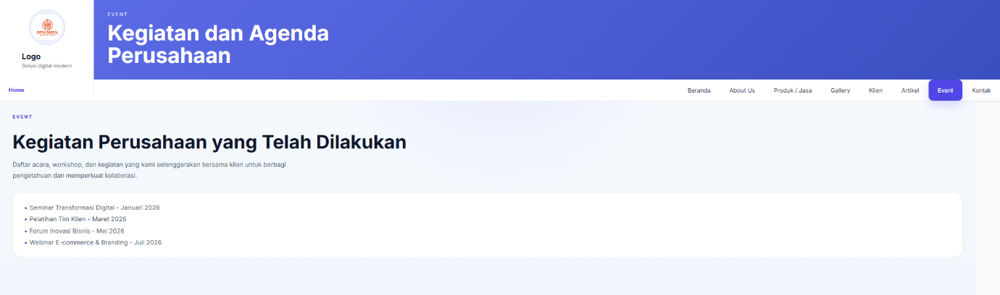 CIPTA DIGITAL
Logo
Solusi digital modern
EVENT
Kegiatan dan Agenda
Perusahaan
Home
Beranda About Us Produk / Jasa Gallery Klien Artikel Event Kontak
EVENT
Kegiatan Perusahaan yang Telah Dilakukan
Daftar acara, workshop, dan kegiatan yang kami selenggarakan bersama klien untuk berbagi
pengetahuan dan memperkuat kolaborasi.
• Seminar Transformasi Digital - Januari 2026
• Pelatihan Tim Klien - Maret 2026
• Forum Inovasi Bisnis - Mei 2026
• Webinar E-commerce & Branding - Juli 2026